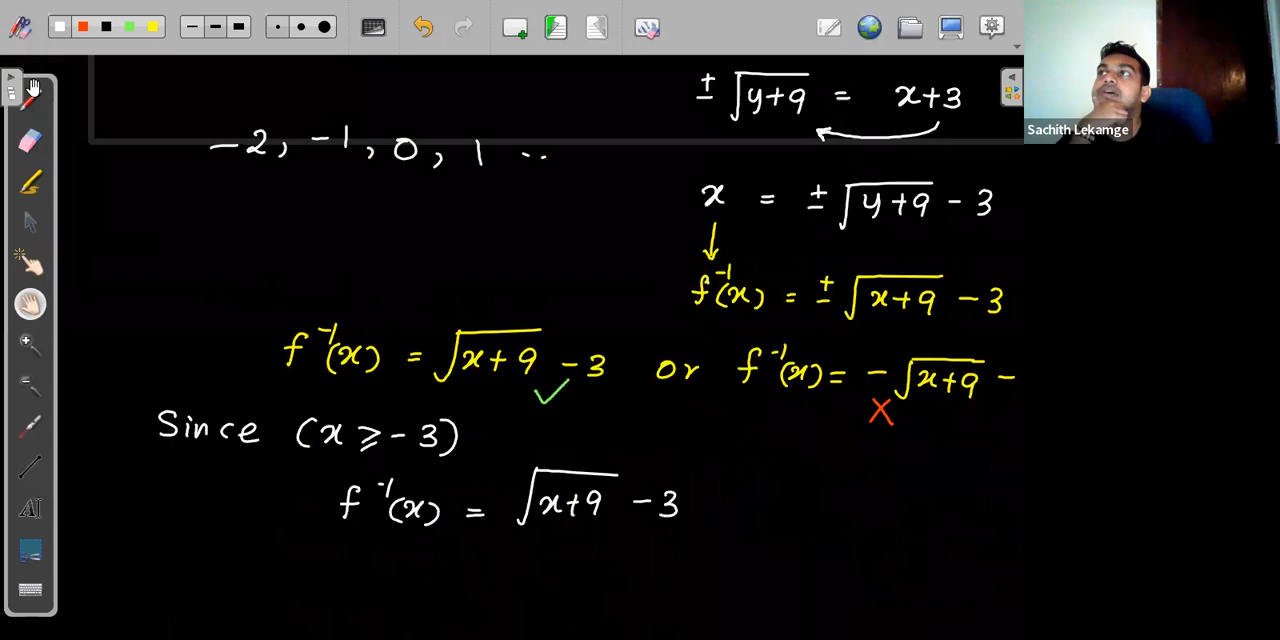 ± √(y+9) = x+3
Sachith Lekamge
-2, -1, 0, 1 ..
x = ± √(y+9) - 3
f⁻¹(x) = ± √(x+9) - 3
f⁻¹(x) = √(x+9) - 3 or f⁻¹(x) = - √(x+9) -
Since (x ≥ -3)
f⁻¹(x) = √(x+9) - 3